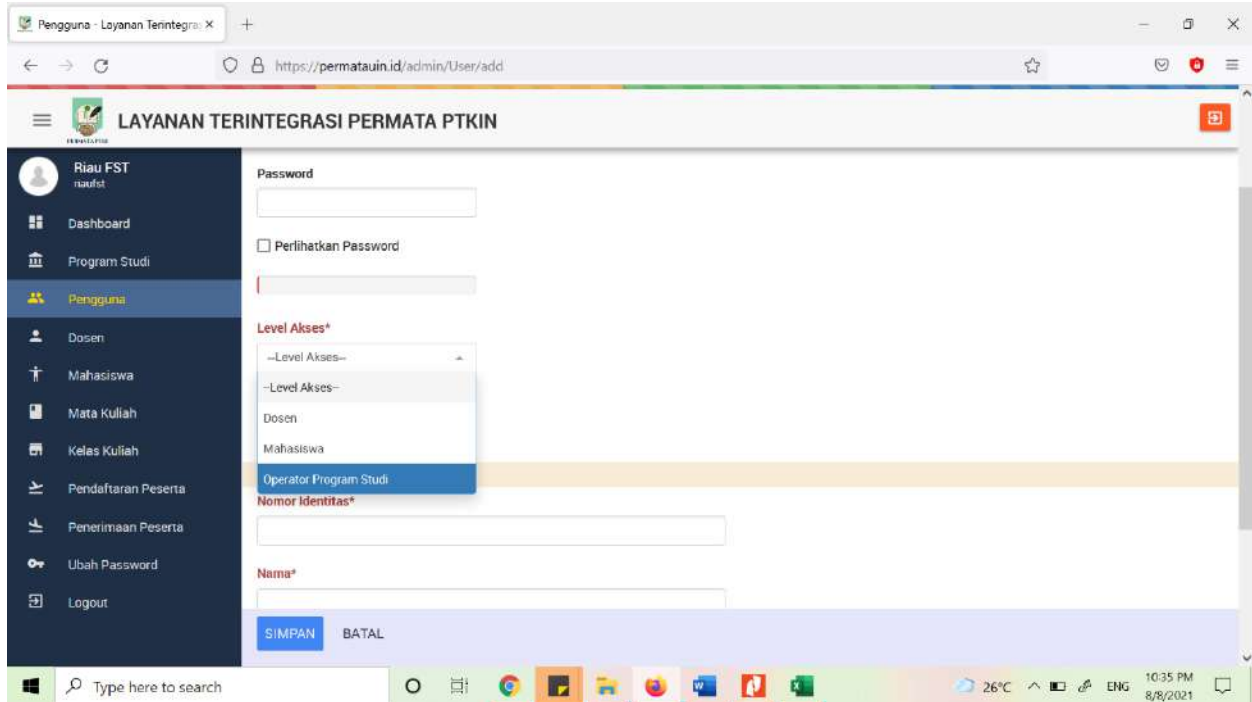 Pengguna - Layanan Terintegra
https://permatauin.id/admin/User/add
LAYANAN TERINTEGRASI PERMATA PTKIN
Riau FST
riaufst
Dashboard
Program Studi
Pengguna
Dosen
Mahasiswa
Mata Kuliah
Kelas Kuliah
Pendaftaran Peserta
Penerimaan Peserta
Ubah Password
Logout
Password
Perlihatkan Password
Level Akses*
--Level Akses--
--Level Akses--
Dosen
Mahasiswa
Operator Program Studi
Nomor Identitas*
Nama*
SIMPAN BATAL
Type here to search
26°C
ENG
10:35 PM
8/8/2021